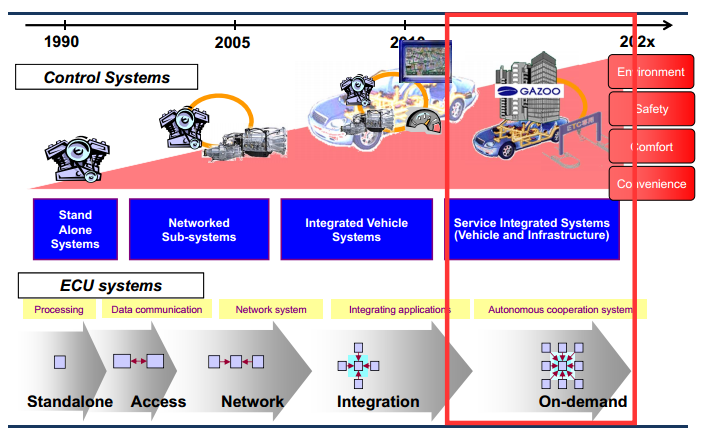 1990
2005
2010
202x
Control Systems
GAZOO
Environment
Safety
Comfort
Convenience
Stand
Alone
Systems
Networked
Sub-systems
Integrated Vehicle
Systems
Service Integrated Systems
(Vehicle and Infrastructure)
ECU systems
Processing
Data communication
Network system
Integrating applications
Autonomous cooperation system
Standalone
Access
Network
Integration
On-demand